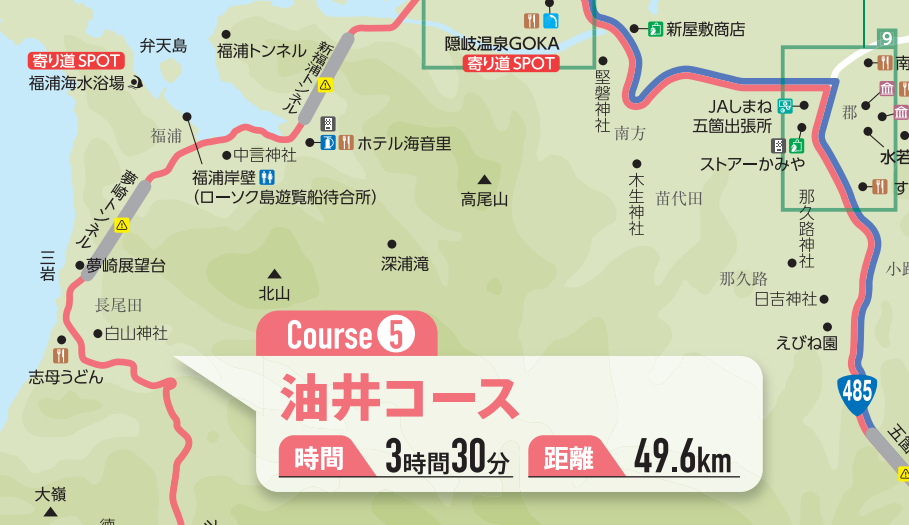 弁天島
福浦トンネル
新福浦トンネル
寄り道SPOT
福浦海水浴場
隠岐温泉GOKA
寄り道SPOT
新屋敷商店
9
堅磐神社
南方
JAしまね
五箇出張所
郡
ストアーかみや
福浦
中言神社
ホテル海音里
福浦岸壁
(ローソク島遊覧船待合所)
夢崎トンネル
高尾山
木生神社
苗代田
那久路神社
三岩
夢崎展望台
深浦滝
北山
那久路
日吉神社
長尾田
白山神社
志母うどん
えびね園
Course 5
油井コース
時間 3時間30分
距離 49.6km
485
大嶺